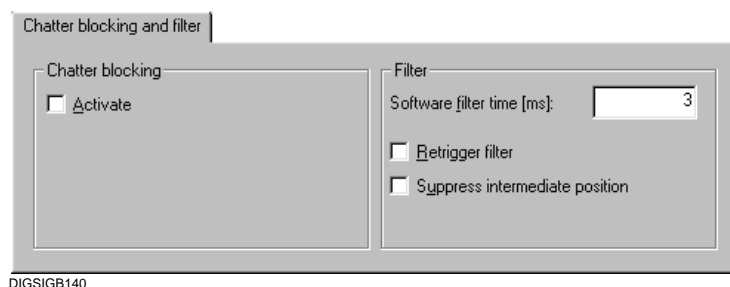 Chatter blocking and filter
Chatter blocking
Activate
Filter
Software filter time [ms]: 3
Retrigger filter
Suppress intermediate position
DIGSIGB140